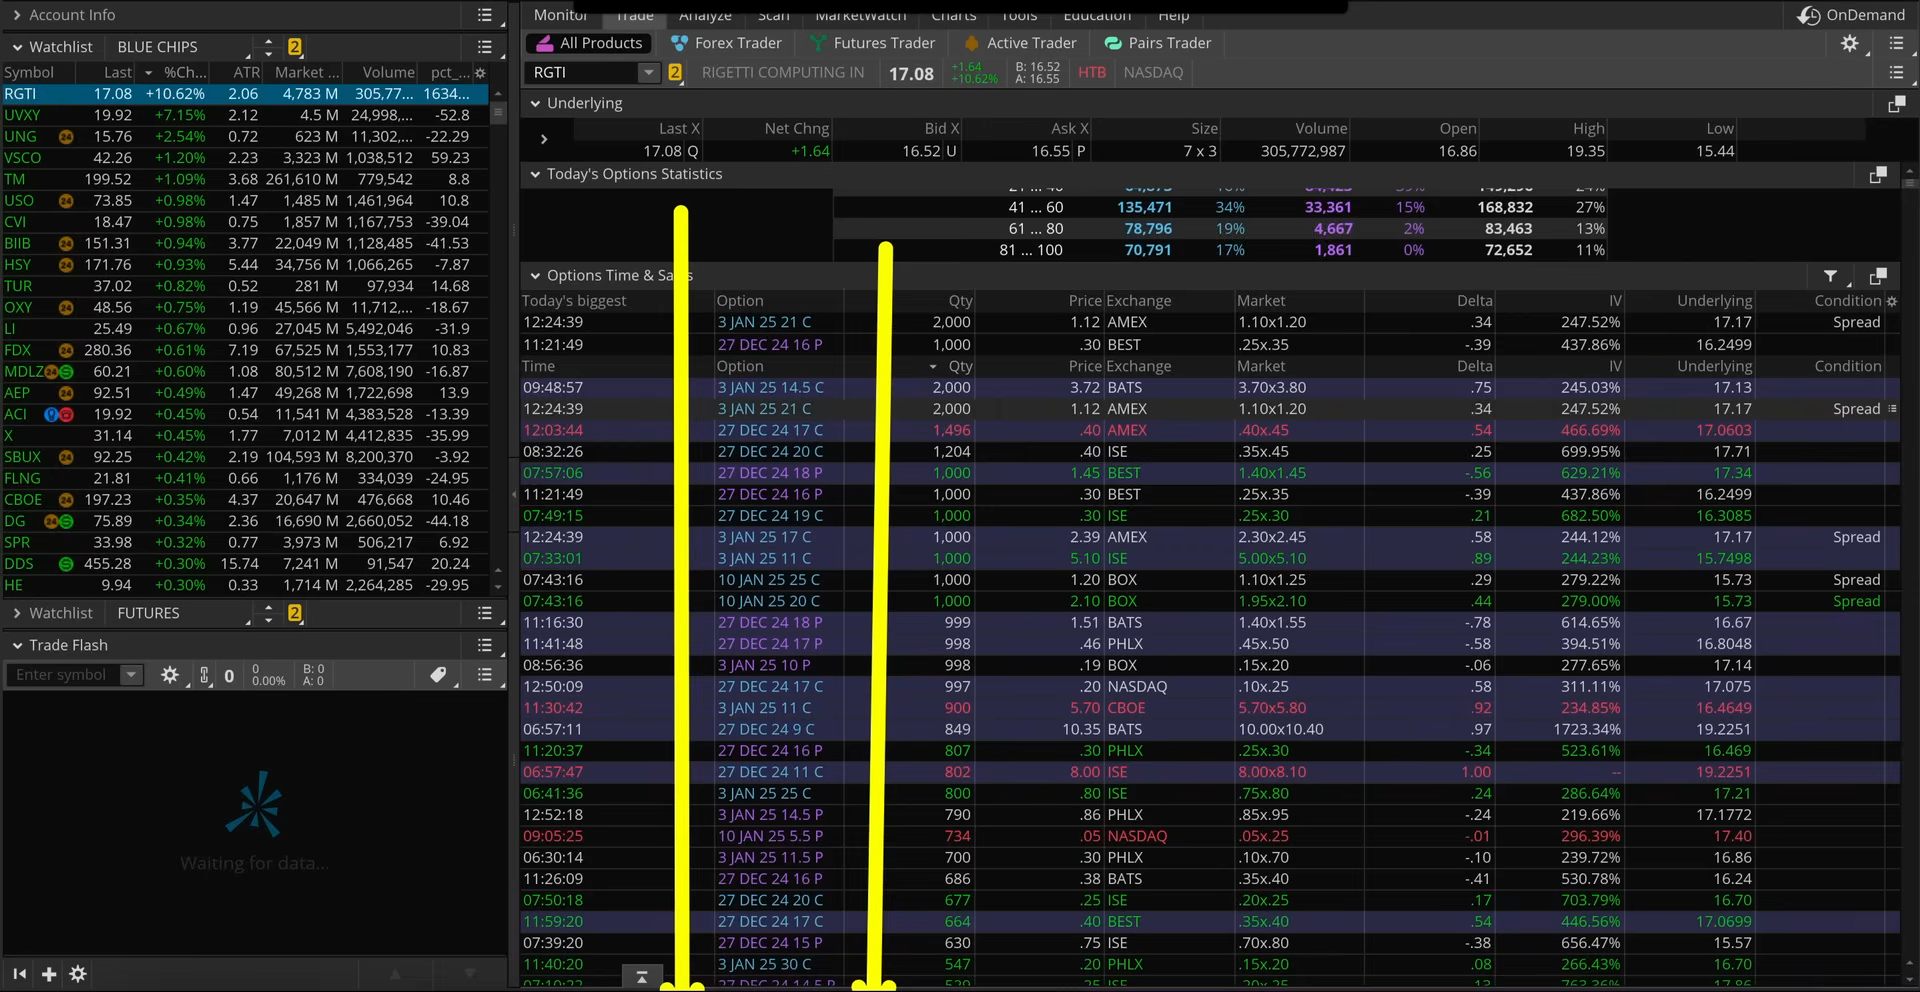 Account Info
Monitor Trade Analyze Scan MarketWatch Charts Tools Education Help OnDemand
Watchlist BLUE CHIPS 2
All Products Forex Trader Futures Trader Active Trader Pairs Trader
Symbol Last %Ch... ATR Market ... Volume pct_...
RGTI 2 RIGETTI COMPUTING IN 17.08 +1.64 +10.62% B: 16.52 A: 16.55 HTB NASDAQ
RGTI 17.08 +10.62% 2.06 4,783 M 305,77... 1634...
UVXY 19.92 +7.15% 2.12 4.5 M 24,998,... -52.8
UNG 24 15.76 +2.54% 0.72 623 M 11,302,... -22.29
VSCO 42.26 +1.20% 2.23 3,323 M 1,038,512 59.23
TM 199.52 +1.09% 3.68 261,610 M 779,542 8.8
USO 24 73.85 +0.98% 1.47 1,485 M 1,461,964 10.8
CVI 18.47 +0.98% 0.75 1,857 M 1,167,753 -39.04
BIIB 24 151.31 +0.94% 3.77 22,049 M 1,128,485 -41.53
HSY 24 171.76 +0.93% 5.44 34,756 M 1,066,265 -7.87
TUR 37.02 +0.82% 0.52 281 M 97,934 14.68
OXY 24 48.56 +0.75% 1.19 45,566 M 11,712,... -18.67
LI 25.49 +0.67% 0.96 27,045 M 5,492,046 -31.9
FDX 24 280.36 +0.61% 7.19 67,525 M 1,553,177 10.83
MDLZ 24 S 60.21 +0.60% 1.08 80,512 M 7,608,190 -16.87
AEP 24 92.51 +0.49% 1.47 49,268 M 1,722,698 13.9
ACI 19.92 +0.45% 0.54 11,541 M 4,383,528 -13.39
X 31.14 +0.45% 1.77 7,012 M 4,412,835 -35.99
SBUX 24 92.25 +0.42% 2.19 104,593 M 8,200,370 -3.92
FLNG 21.81 +0.41% 0.66 1,176 M 334,039 -24.95
CBOE 24 197.23 +0.35% 4.37 20,647 M 476,668 10.46
DG 24 S 75.89 +0.34% 2.36 16,690 M 2,660,052 -44.18
SPR 33.98 +0.32% 0.77 3,973 M 506,217 6.92
DDS S 455.28 +0.30% 15.74 7,241 M 91,547 20.24
HE 9.94 +0.30% 0.33 1,714 M 2,264,285 -29.95
Watchlist FUTURES 2
Trade Flash
Enter symbol 0 0 0.00% B: 0 A: 0
Waiting for data...
Underlying
Last X Net Chng Bid X Ask X Size Volume Open High Low
17.08 Q +1.64 16.52 U 16.55 P 7 x 3 305,772,987 16.86 19.35 15.44
Today's Options Statistics
41 ... 60 135,471 34% 33,361 15% 168,832 27%
61 ... 80 78,796 19% 4,667 2% 83,463 13%
81 ... 100 70,791 17% 1,861 0% 72,652 11%
Options Time & Sales
Today's biggest Option Qty Price Exchange Market Delta IV Underlying Condition
12:24:39 3 JAN 25 21 C 2,000 1.12 AMEX 1.10x1.20 .34 247.52% 17.17 Spread
11:21:49 27 DEC 24 16 P 1,000 .30 BEST .25x.35 -.39 437.86% 16.2499
Time Option Qty Price Exchange Market Delta IV Underlying Condition
09:48:57 3 JAN 25 14.5 C 2,000 3.72 BATS 3.70x3.80 .75 245.03% 17.13
12:24:39 3 JAN 25 21 C 2,000 1.12 AMEX 1.10x1.20 .34 247.52% 17.17 Spread
12:03:44 27 DEC 24 17 C 1,496 .40 AMEX .40x.45 .54 466.69% 17.0603
08:32:26 27 DEC 24 20 C 1,204 .40 ISE .35x.45 .25 699.95% 17.71
07:57:06 27 DEC 24 18 P 1,000 1.45 BEST 1.40x1.45 -.56 629.21% 17.34
11:21:49 27 DEC 24 16 P 1,000 .30 BEST .25x.35 -.39 437.86% 16.2499
07:49:15 27 DEC 24 19 C 1,000 .30 ISE .25x.30 .21 682.50% 16.3085
12:24:39 3 JAN 25 17 C 1,000 2.39 AMEX 2.30x2.45 .58 244.12% 17.17 Spread
07:33:01 3 JAN 25 11 C 1,000 5.10 ISE 5.00x5.10 .89 244.23% 15.7498
07:43:16 10 JAN 25 25 C 1,000 1.20 BOX 1.10x1.25 .29 279.22% 15.73 Spread
07:43:16 10 JAN 25 20 C 1,000 2.10 BOX 1.95x2.10 .44 279.00% 15.73 Spread
11:16:30 27 DEC 24 18 P 999 1.51 BATS 1.40x1.55 -.78 614.65% 16.67
11:41:48 27 DEC 24 17 P 998 .46 PHLX .45x.50 -.58 394.51% 16.8048
08:56:36 3 JAN 25 10 P 998 .19 BOX .15x.20 -.06 277.65% 17.14
12:50:09 27 DEC 24 17 C 997 .20 NASDAQ .10x.25 .58 311.11% 17.075
11:30:42 3 JAN 25 11 C 900 5.70 CBOE 5.70x5.80 .92 234.85% 16.4649
06:57:11 27 DEC 24 9 C 849 10.35 BATS 10.00x10.40 .97 1723.34% 19.2251
11:20:37 27 DEC 24 16 P 807 .30 PHLX .25x.30 -.34 523.61% 16.469
06:57:47 27 DEC 24 11 C 802 8.00 ISE 8.00x8.10 1.00 -- 19.2251
06:41:36 3 JAN 25 25 C 800 .80 ISE .75x.80 .24 286.64% 17.21
12:52:18 3 JAN 25 14.5 P 790 .86 PHLX .85x.95 -.24 219.66% 17.1772
09:05:25 10 JAN 25 5.5 P 734 .05 NASDAQ .05x.25 -.01 296.39% 17.40
06:30:14 3 JAN 25 11.5 P 700 .30 PHLX .10x.70 -.10 239.72% 16.86
11:26:09 27 DEC 24 16 P 686 .38 BATS .35x.40 -.41 530.78% 16.24
07:50:18 27 DEC 24 20 C 677 .25 ISE .20x.25 .17 703.79% 16.70
11:59:20 27 DEC 24 17 C 664 .40 BEST .35x.40 .54 446.56% 17.0699
07:39:20 27 DEC 24 15 P 630 .75 ISE .70x.80 -.38 656.47% 15.57
11:40:20 3 JAN 25 30 C 547 .20 PHLX .15x.20 .08 266.43% 16.70